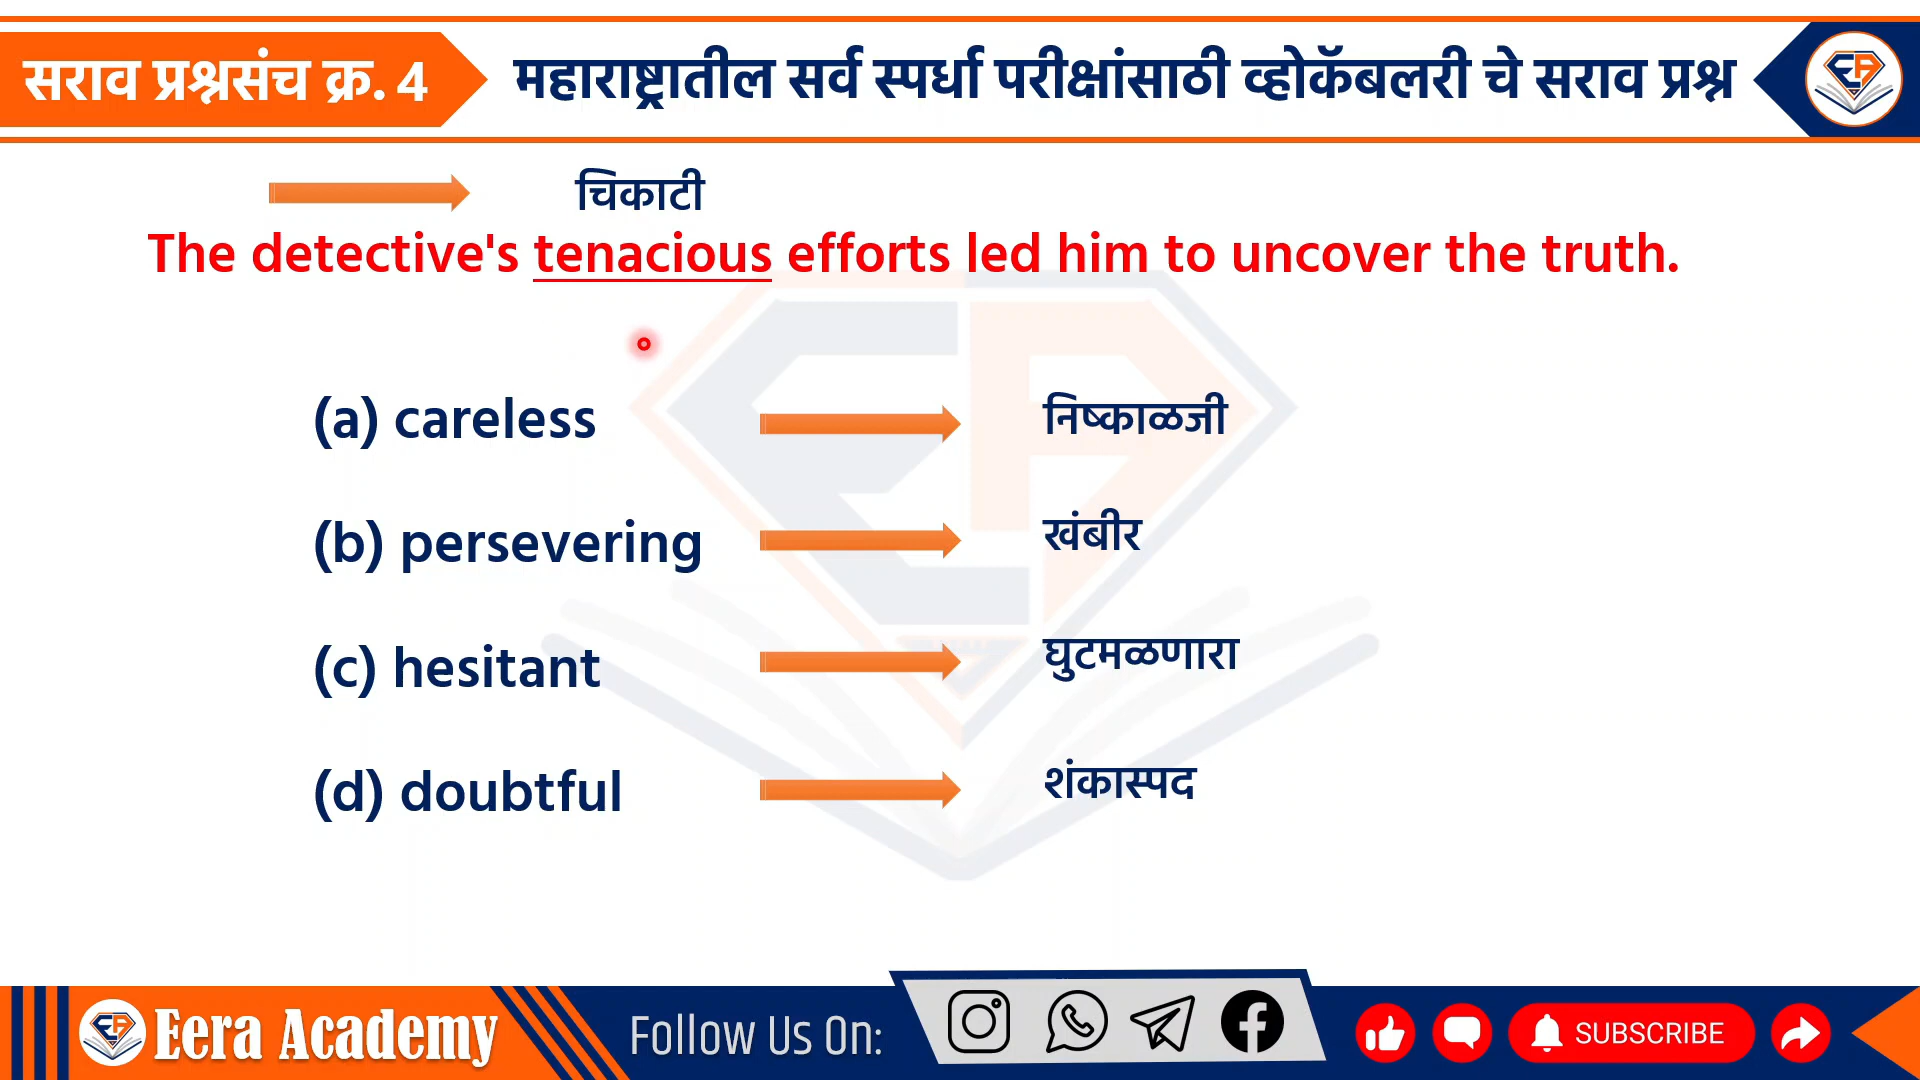 सराव प्रश्नसंच क्र. 4
महाराष्ट्रातील सर्व स्पर्धा परीक्षांसाठी व्होकॅबलरी चे सराव प्रश्न
चिकाटी
The detective's tenacious efforts led him to uncover the truth.
(a) careless निष्काळजी
(b) persevering खंबीर
(c) hesitant घुटमळणारा
(d) doubtful शंकास्पद
Eera Academy Follow Us On: SUBSCRIBE